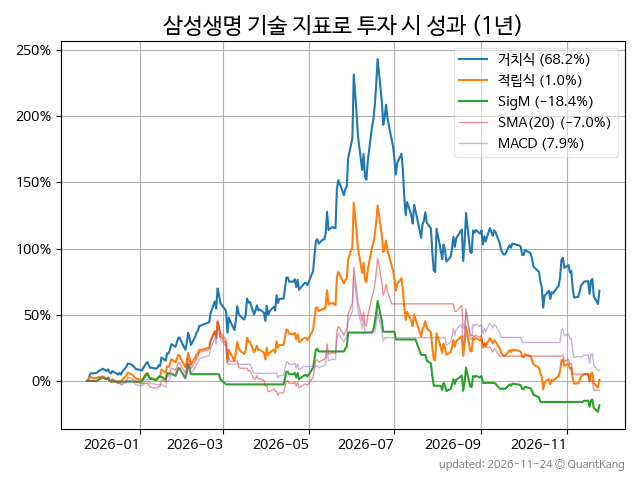 삼성생명 기술 지표로 투자 시 성과 (1년)
250%
200%
150%
100%
50%
0%
거치식 (68.2%)
적립식 (1.0%)
SigM (−18.4%)
SMA(20) (−7.0%)
MACD (7.9%)
2026-01 2026-03 2026-05 2026-07 2026-09 2026-11
updated: 2026-11-24 © QuantKang